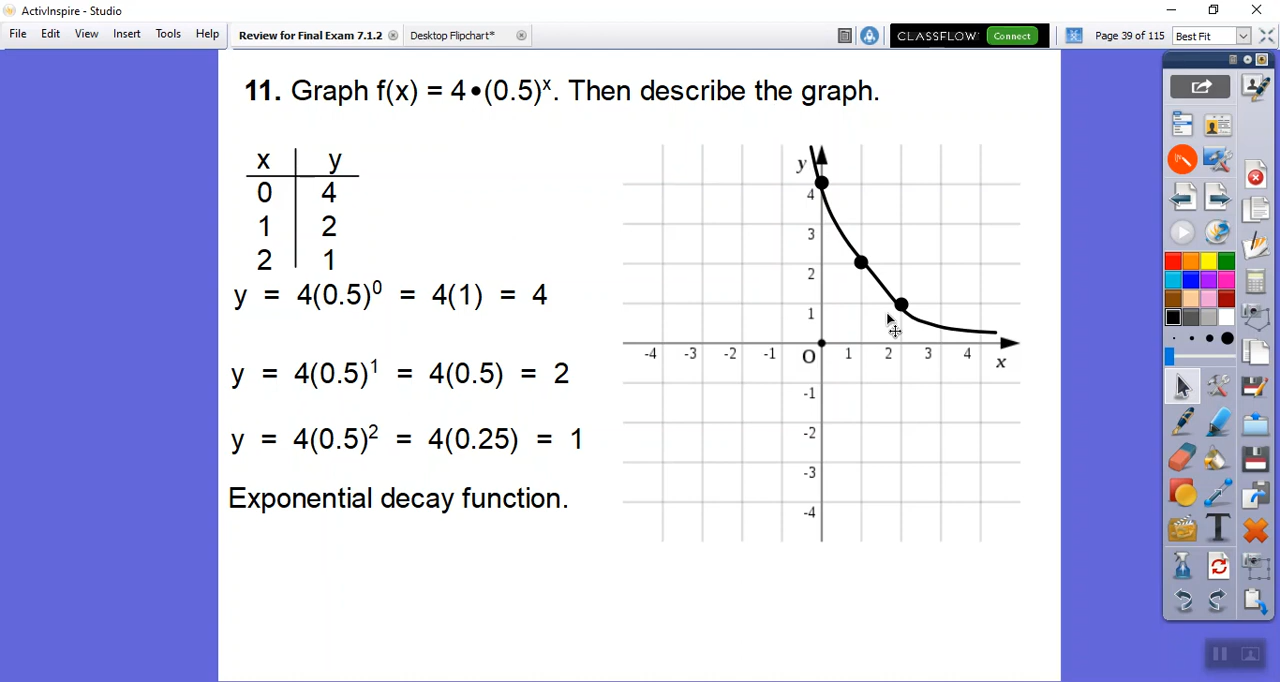 ActivInspire - Studio
File Edit View Insert Tools Help Review for Final Exam 7.1.2 Desktop Flipchart* CLASSFLOW Connect Page 39 of 115 Best Fit
11. Graph f(x) = 4•(0.5)ˣ. Then describe the graph.
x y
0 4
1 2
2 1
y = 4(0.5)⁰ = 4(1) = 4
y = 4(0.5)¹ = 4(0.5) = 2
y = 4(0.5)² = 4(0.25) = 1
Exponential decay function.
y
4
3
2
1
-4 -3 -2 -1 O 1 2 3 4 x
-1
-2
-3
-4
T